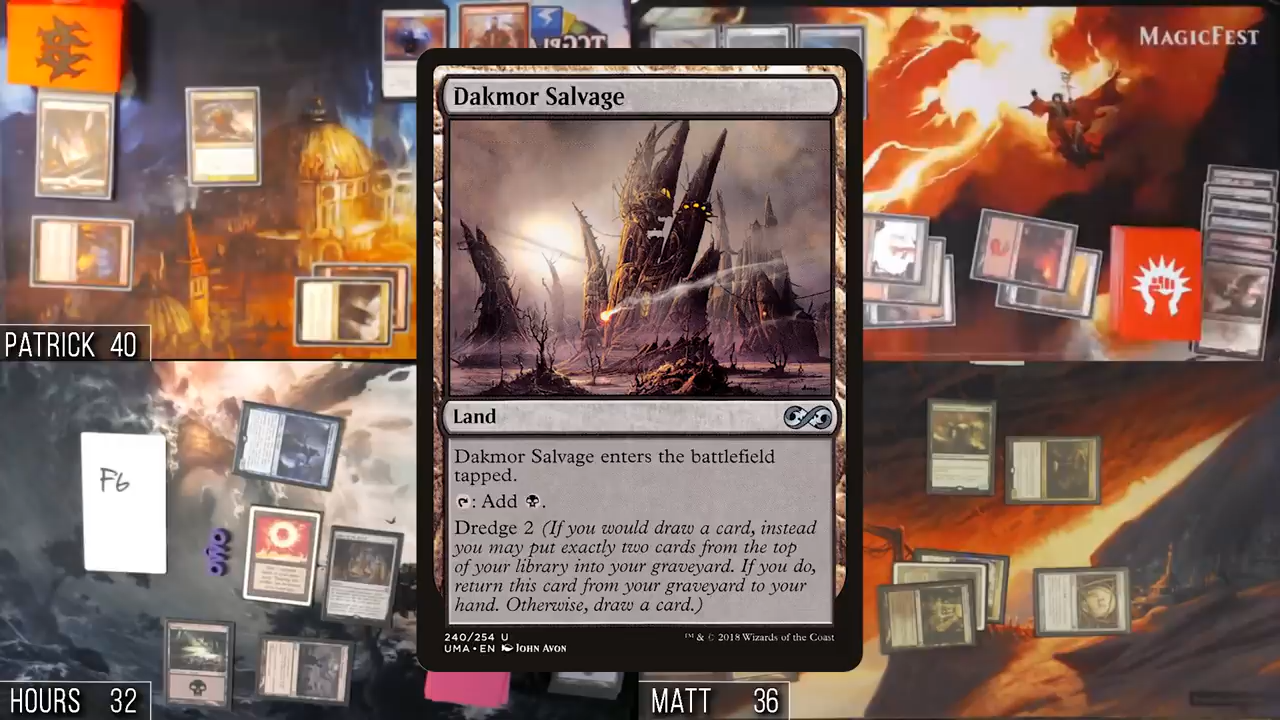 MAGICFEST
Dakmor Salvage
Land
Dakmor Salvage enters the battlefield
tapped.
: Add .
Dredge 2 (If you would draw a card, instead
you may put exactly two cards from the top
of your library into your graveyard. If you do,
return this card from your graveyard to your
hand. Otherwise, draw a card.)
240/254 U
UMA • EN JOHN AVON
™ & © 2018 Wizards of the Coast
PATRICK 40
F6
HOURS 32
MATT 36